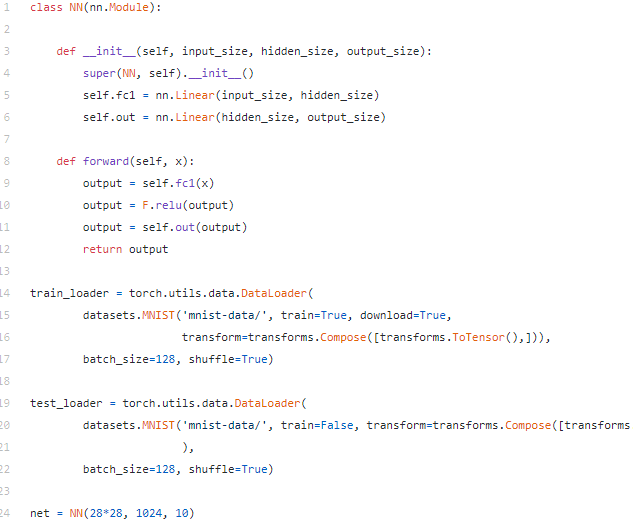 1 class NN(nn.Module):
2
3 def __init__(self, input_size, hidden_size, output_size):
4 super(NN, self).__init__()
5 self.fc1 = nn.Linear(input_size, hidden_size)
6 self.out = nn.Linear(hidden_size, output_size)
7
8 def forward(self, x):
9 output = self.fc1(x)
10 output = F.relu(output)
11 output = self.out(output)
12 return output
13
14 train_loader = torch.utils.data.DataLoader(
15 datasets.MNIST('mnist-data/', train=True, download=True,
16 transform=transforms.Compose([transforms.ToTensor(),])),
17 batch_size=128, shuffle=True)
18
19 test_loader = torch.utils.data.DataLoader(
20 datasets.MNIST('mnist-data/', train=False, transform=transforms.Compose([transforms
21 ),
22 batch_size=128, shuffle=True)
23
24 net = NN(28*28, 1024, 10)